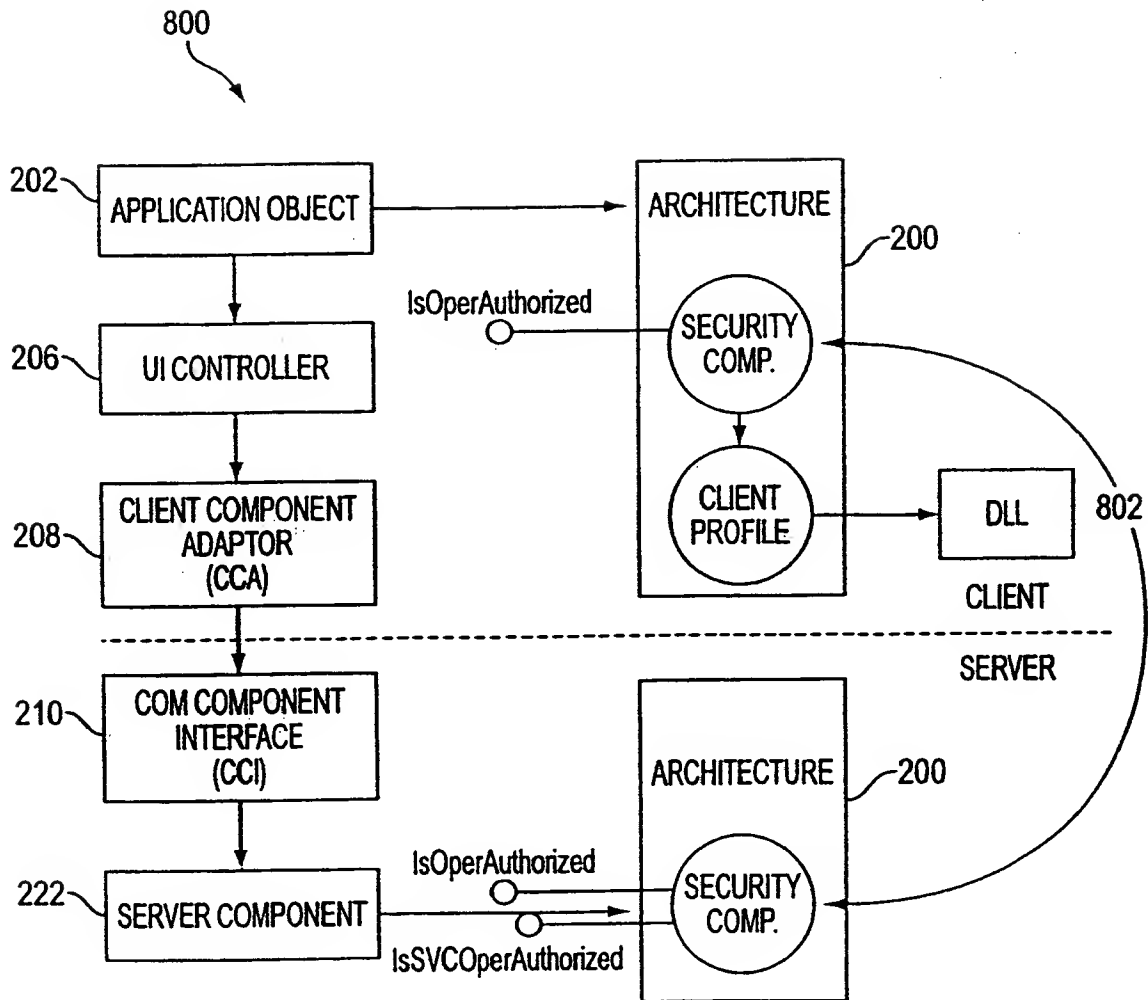 800
202
APPLICATION OBJECT
ARCHITECTURE
200
IsOperAuthorized
SECURITY
COMP.
206
UI CONTROLLER
208
CLIENT COMPONENT
ADAPTOR
(CCA)
CLIENT
PROFILE
DLL
802
CLIENT
SERVER
210
COM COMPONENT
INTERFACE
(CCI)
ARCHITECTURE
200
222
SERVER COMPONENT
IsOperAuthorized
IsSVCOperAuthorized
SECURITY
COMP.